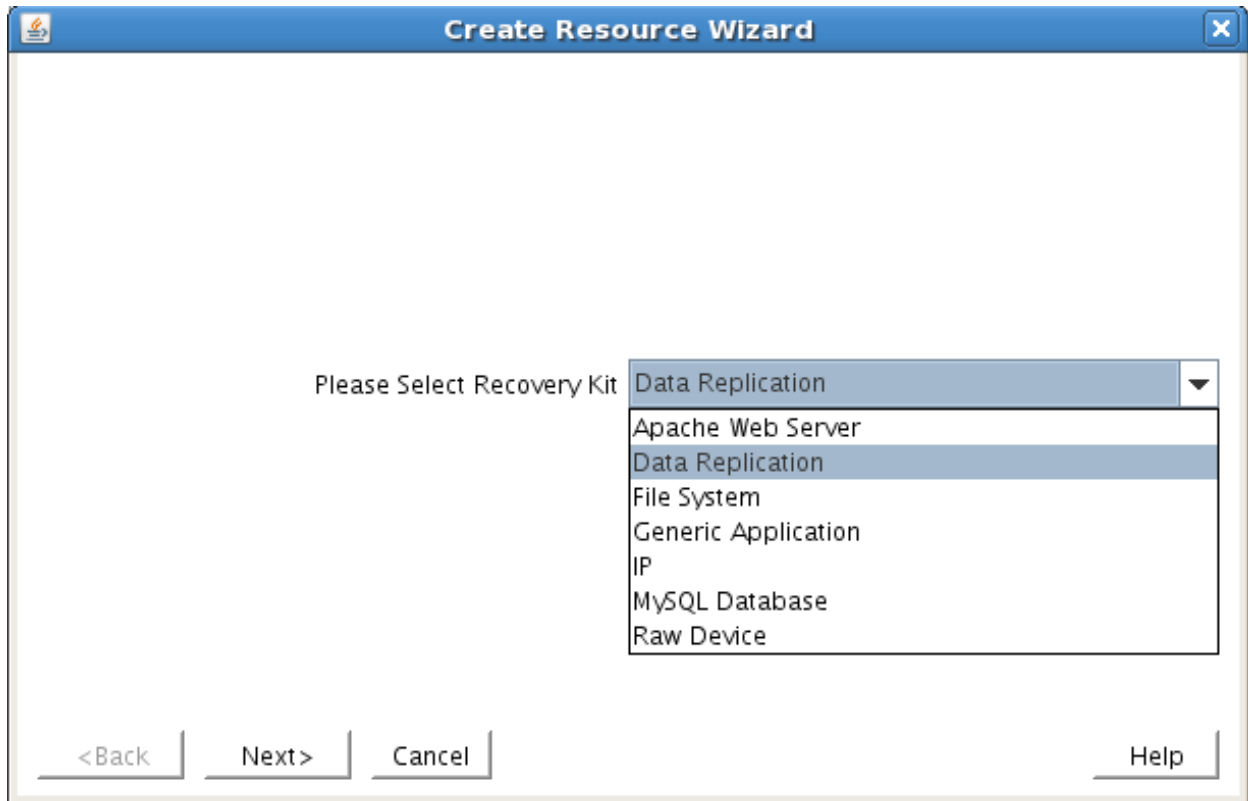 Create Resource Wizard
Please Select Recovery Kit Data Replication
Apache Web Server
Data Replication
File System
Generic Application
IP
MySQL Database
Raw Device
<Back Next> Cancel Help